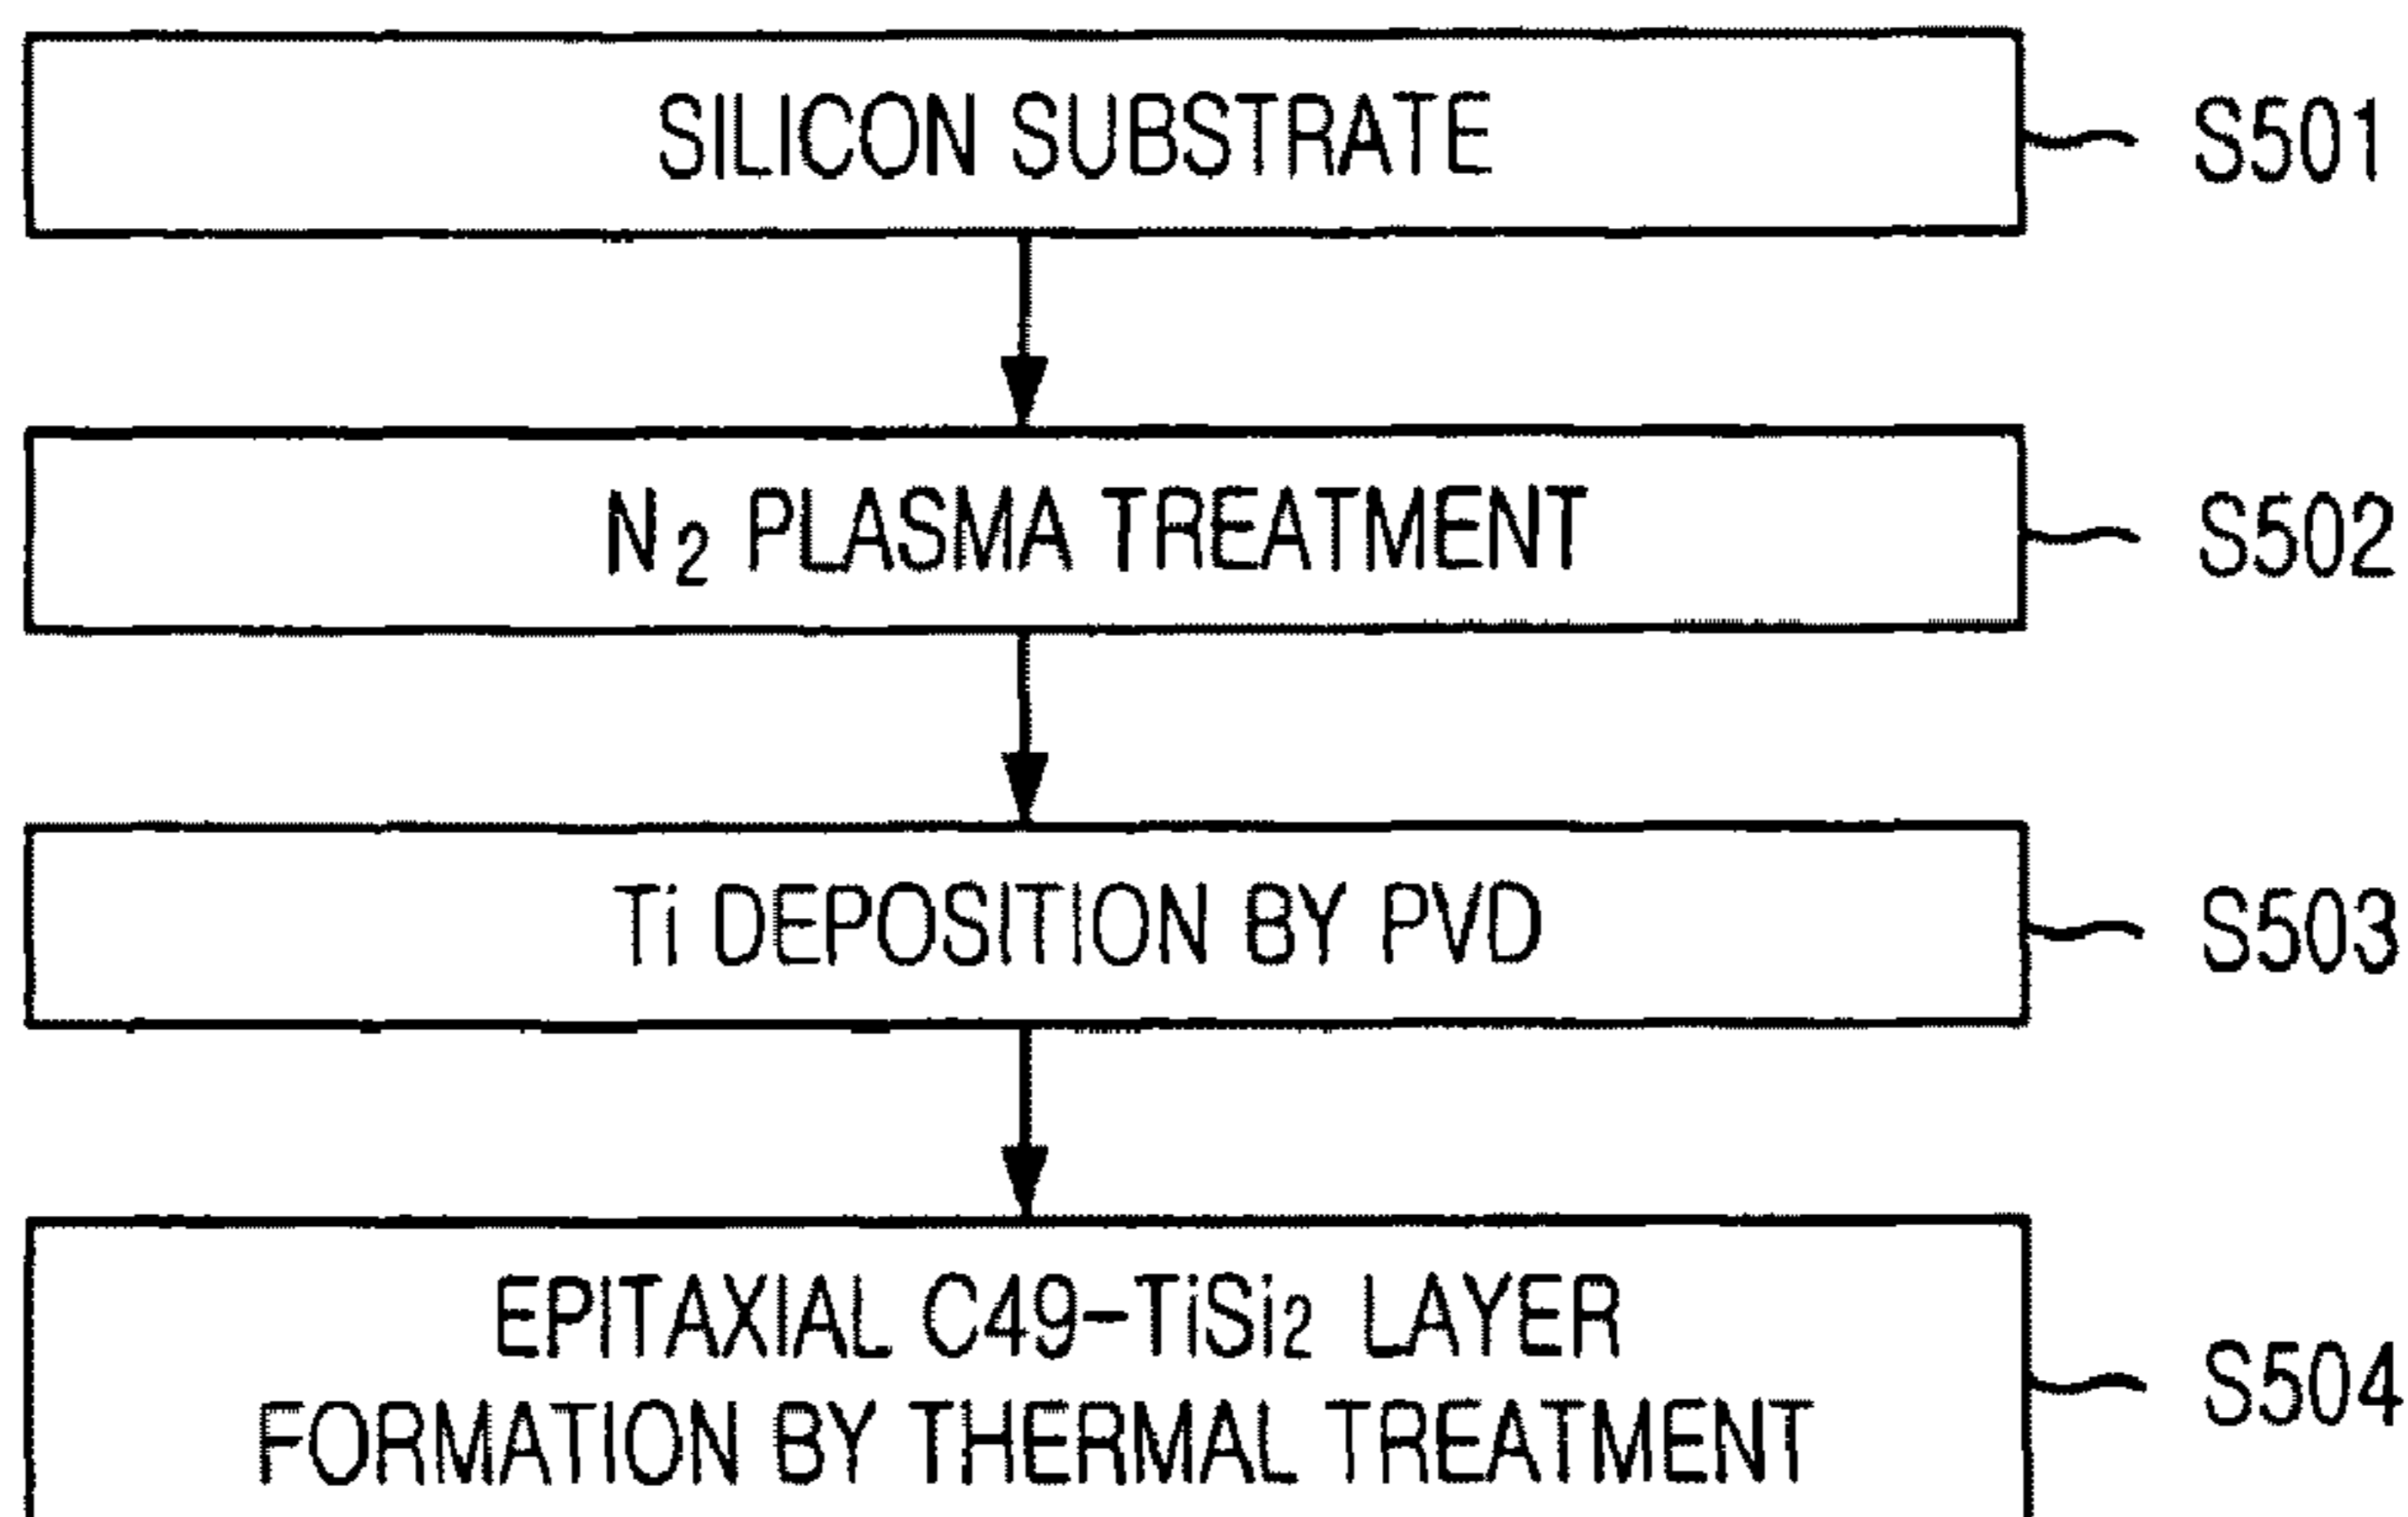 SILICON SUBSTRATE
S501
N2 PLASMA TREATMENT
S502
Ti DEPOSITION BY PVD
S503
EPITAXIAL C49-TiSi2 LAYER
FORMATION BY THERMAL TREATMENT
S504